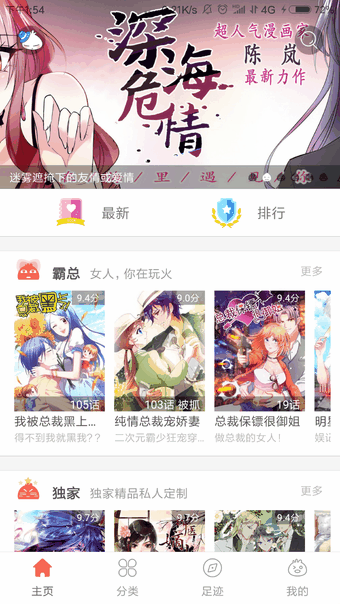 下午1:54
4G
72%
深海危情
超人气漫画家
陈岚
最新力作
迷雾遮掩下的友情或爱情
最新
排行
霸总 女人，你在玩火 更多
9.4分
9.0分
9.4分
105话
103话 被抓
19话
我被总裁黑上...
纯情总裁宠娇妻
总裁保镖很御姐
得不到我就黑我??
二次元霸少狂宠穿...
做总裁的女人！
独家 独家精品私人定制 更多
9.7分
9.2分
9.4分
主页
分类
足迹
我的